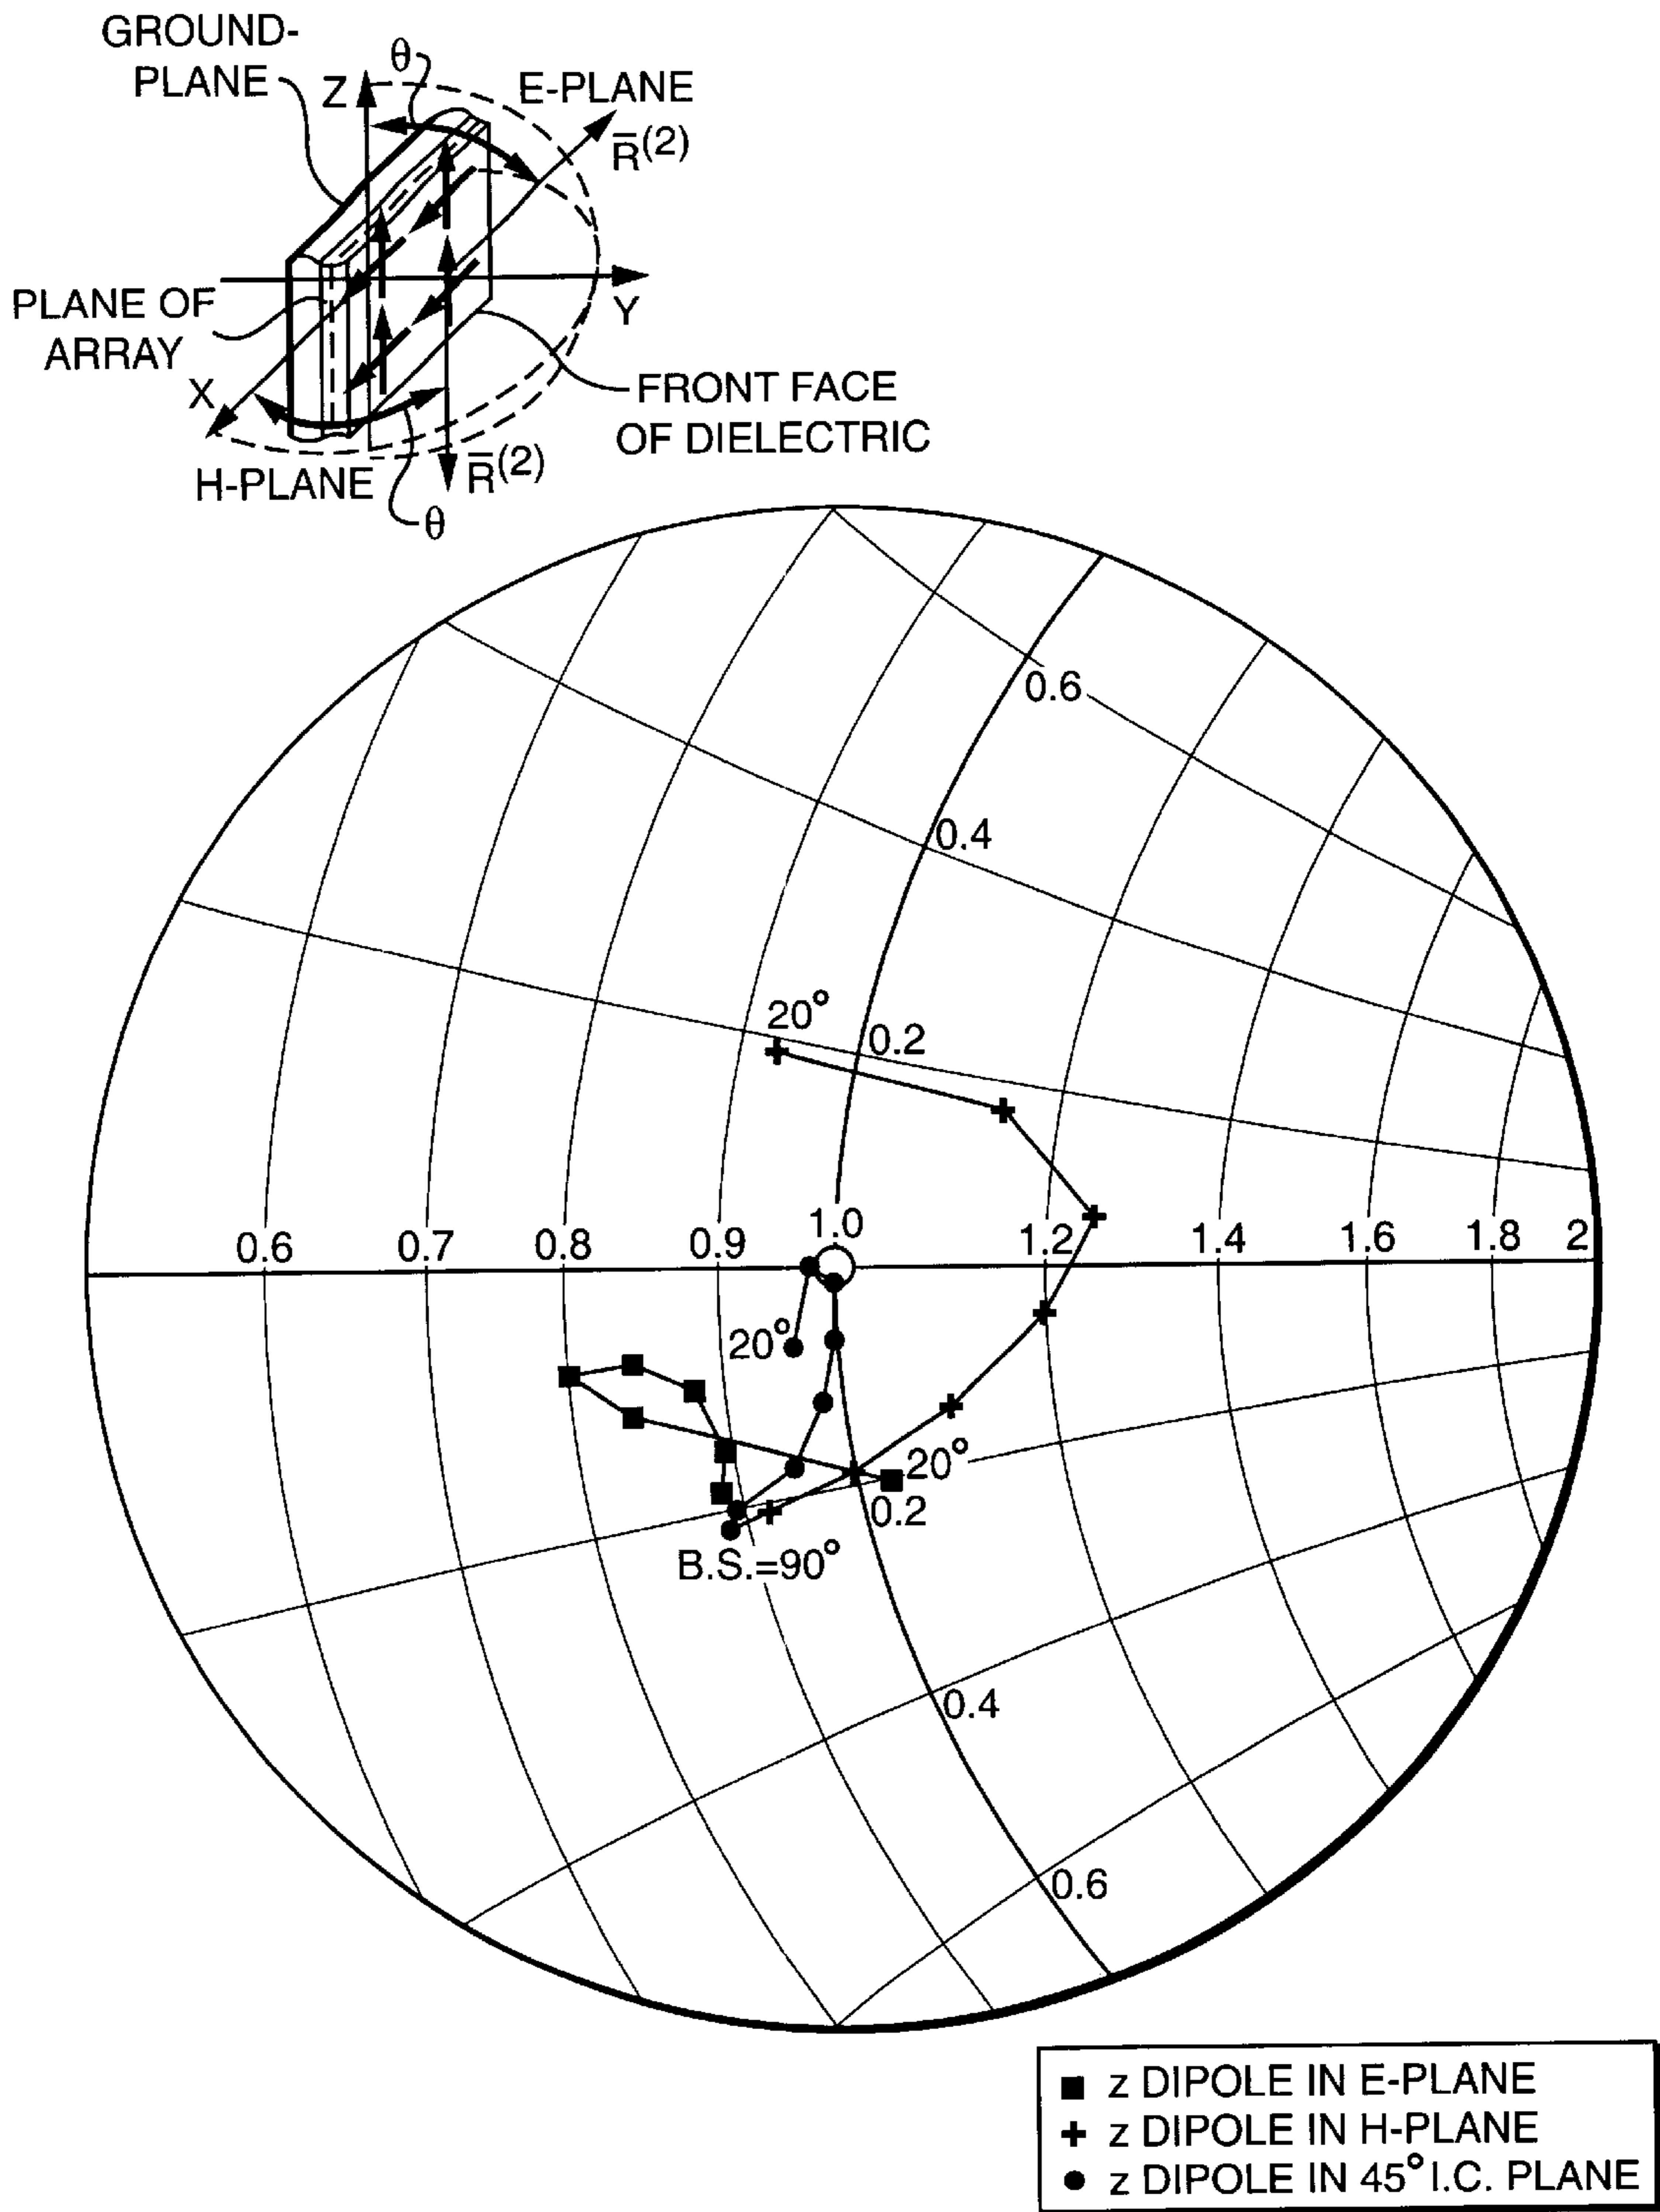 GROUND-
PLANE
θ
Z
E-PLANE
R̄(2)
Y
PLANE OF
ARRAY
X
FRONT FACE
OF DIELECTRIC
H-PLANE
R̄(2)
θ
0.6
0.4
20°
0.2
0.6 0.7 0.8 0.9 1.0 1.2 1.4 1.6 1.8 2
20°
20°
0.2
B.S.=90°
0.4
0.6
z DIPOLE IN E-PLANE
z DIPOLE IN H-PLANE
z DIPOLE IN 45° I.C. PLANE